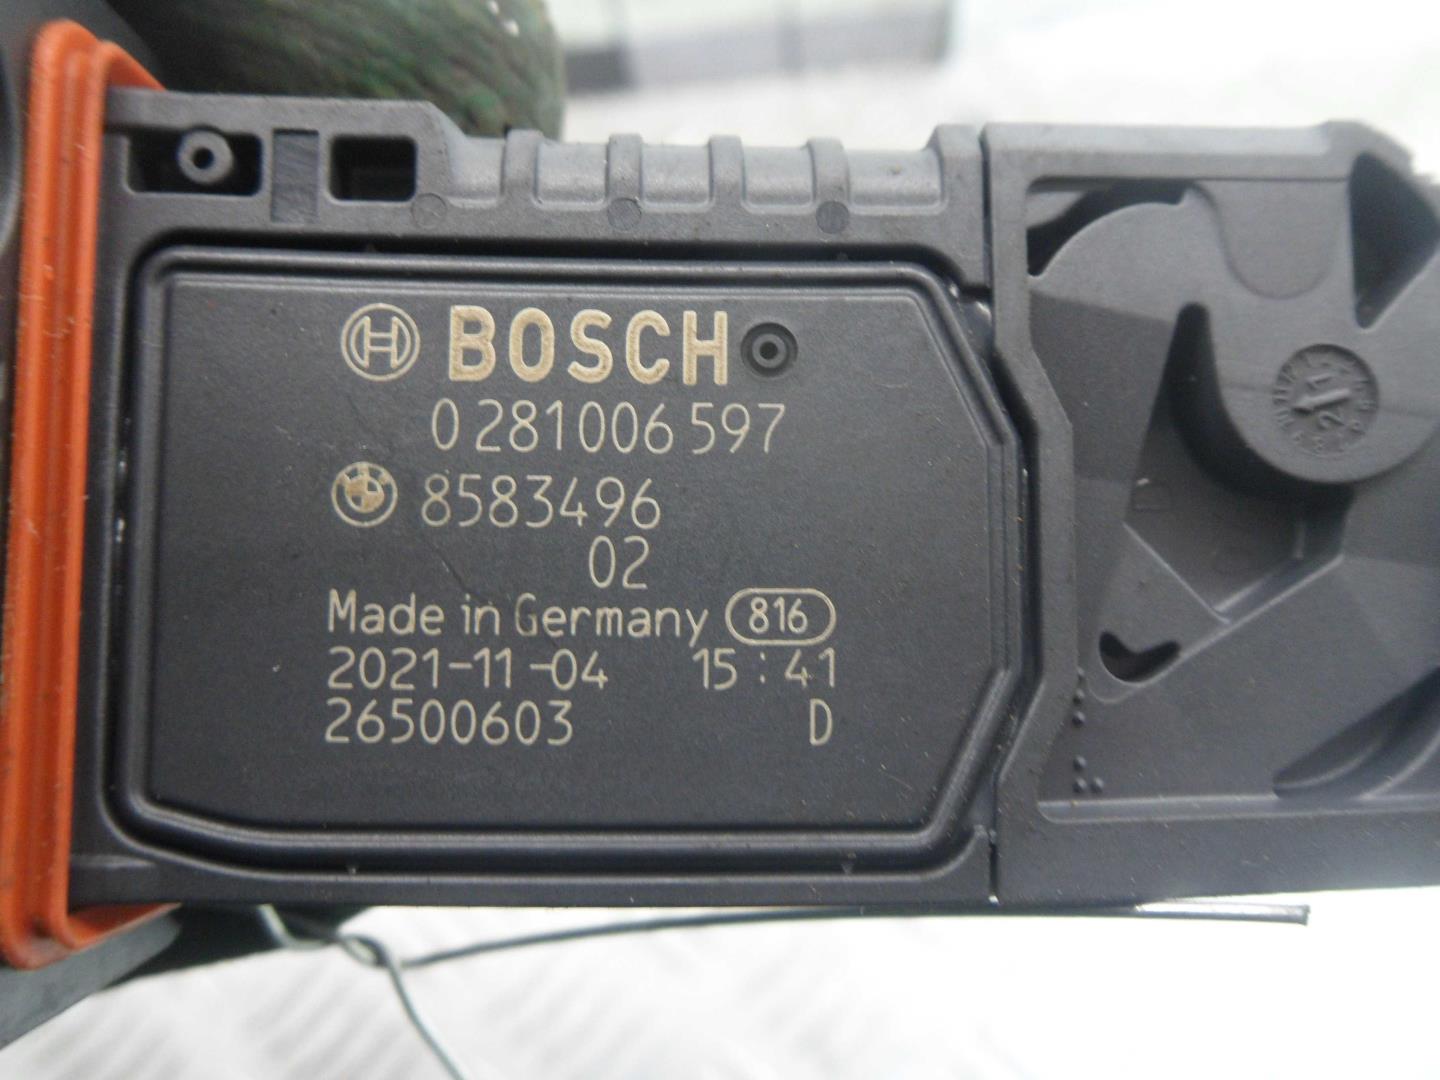 BOSCH
0 281 006 597
8583496
02
Made in Germany 816
2021-11-04 15:41
26500603 D